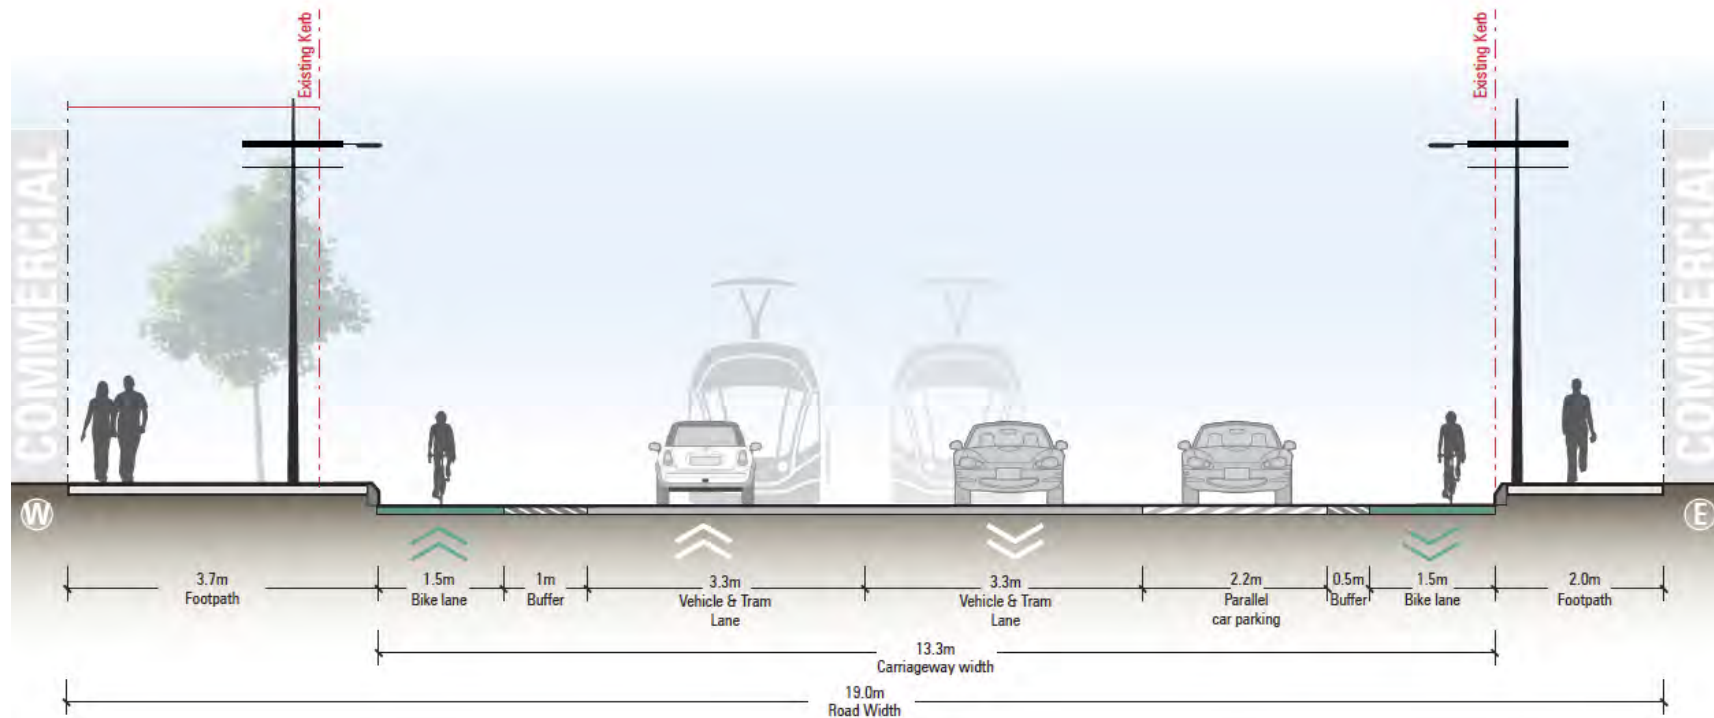 Existing Kerb
Existing Kerb
COMMERCIAL
COMMERCIAL
W
E
3.7m
Footpath
1.5m
Bike lane
1m
Buffer
3.3m
Vehicle & Tram
Lane
3.3m
Vehicle & Tram
Lane
2.2m
Parallel
car parking
0.5m
Buffer
1.5m
Bike lane
2.0m
Footpath
13.3m
Carriageway width
19.0m
Road Width